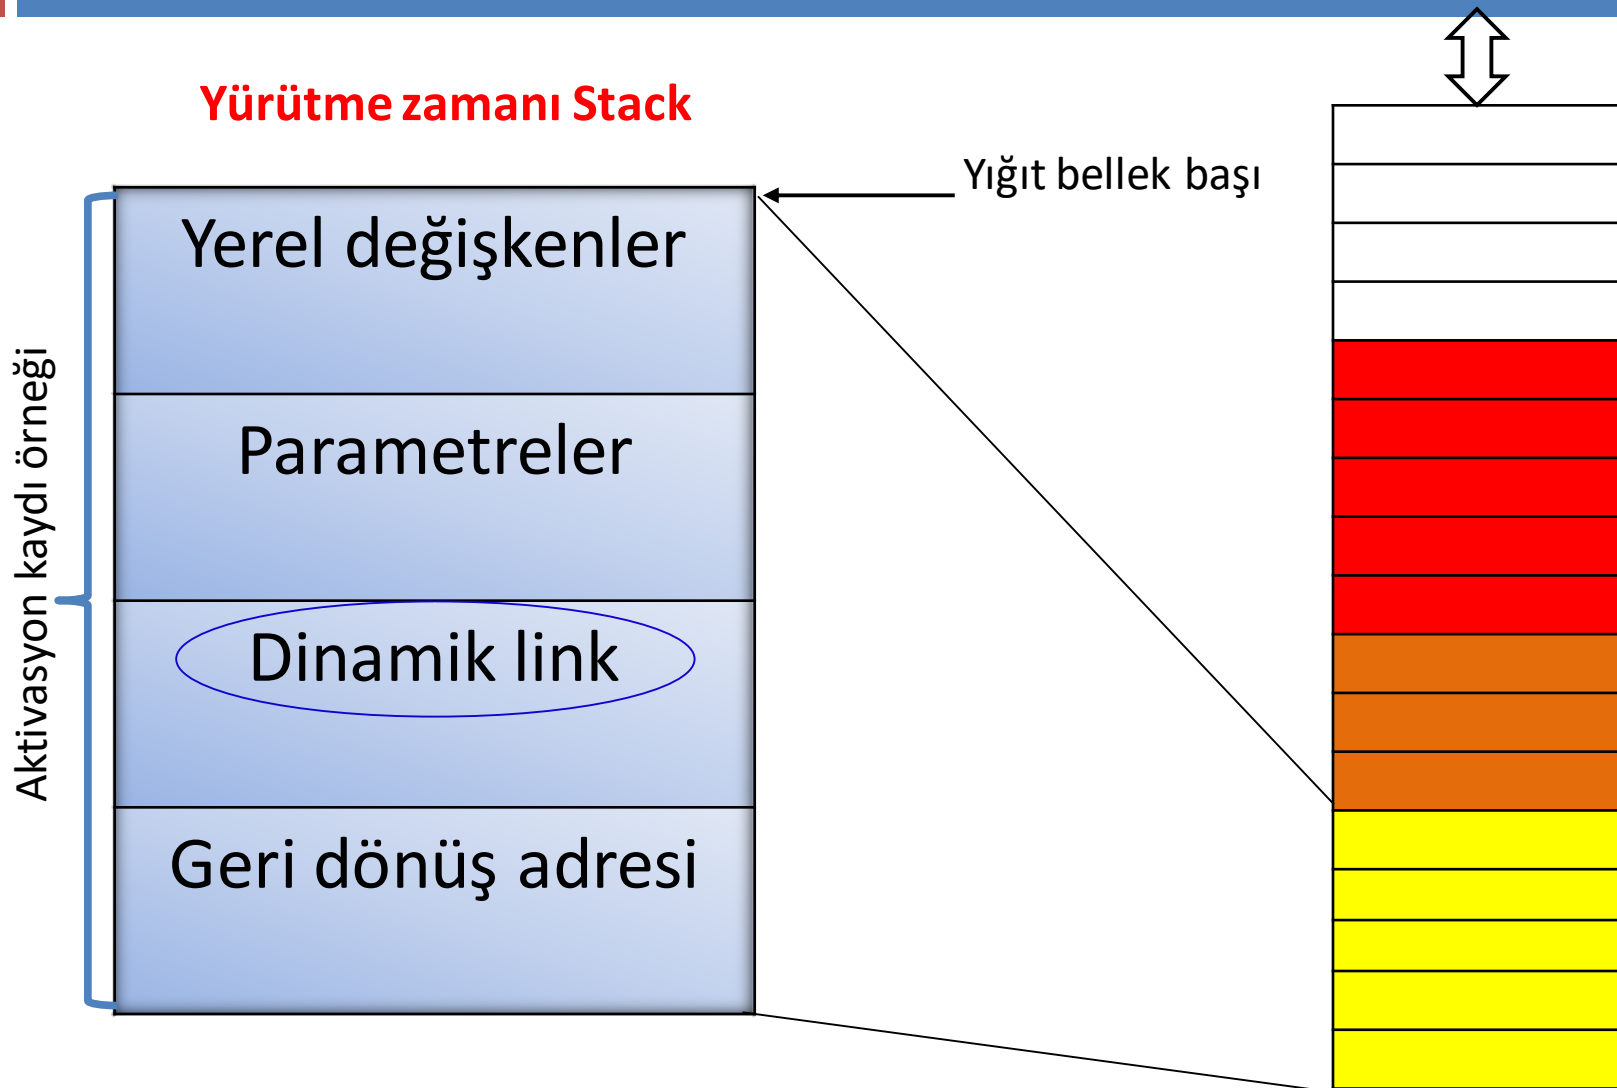 Yürütme zamanı Stack
Yığıt bellek başı
Yerel değişkenler
Parametreler
Dinamik link
Geri dönüş adresi
Aktivasyon kaydı örneği